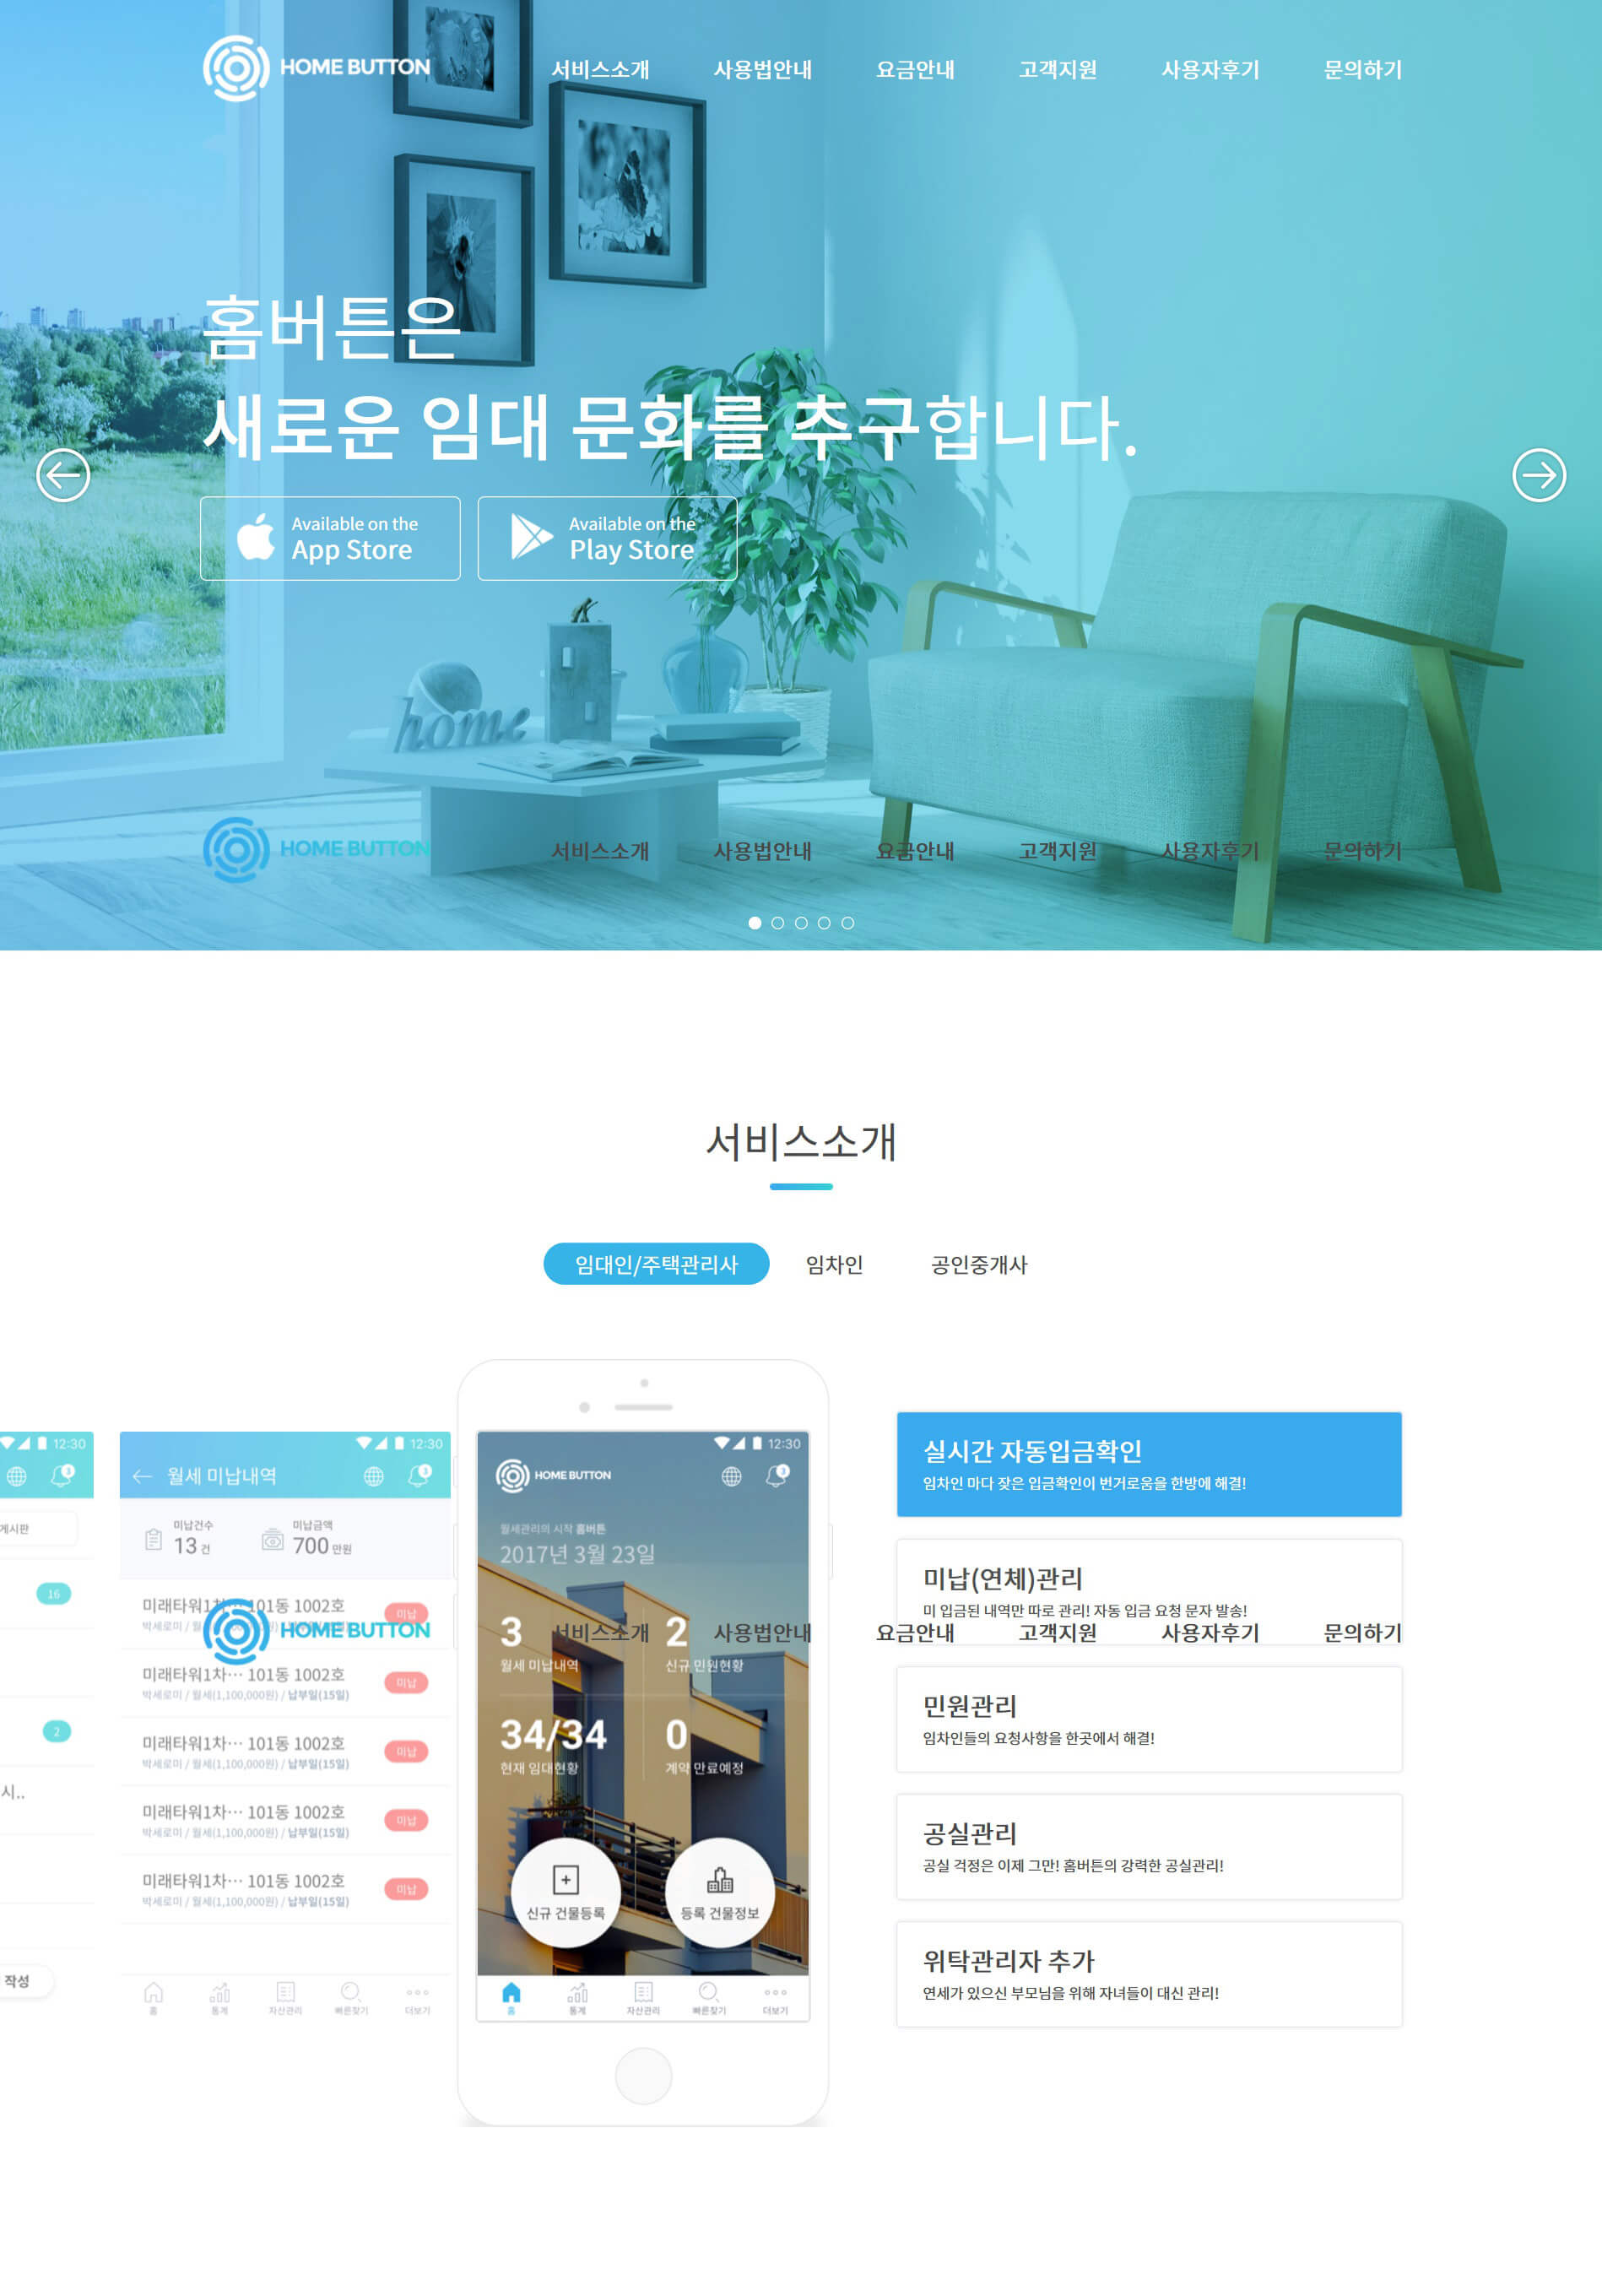 HOME BUTTON
서비스소개 사용법안내 요금안내 고객지원 사용자후기 문의하기
홈버튼은
새로운 임대 문화를 추구합니다.
Available on the
App Store
Available on the
Play Store
home
HOME BUTTON
서비스소개 사용법안내 요금안내 고객지원 사용자후기 문의하기
서비스소개
임대인/주택관리사 임차인 공인중개사
12:30
게시판
16
2
시..
작성
12:30
월세 미납내역
미납건수
13 건
미납금액
700 만원
미래타워1차··· 101동 1002호
미납
미래타워1차··· 101동 1002호
박세로미 / 월세(1,100,000원) / 납부일(15일)
미납
미래타워1차··· 101동 1002호
박세로미 / 월세(1,100,000원) / 납부일(15일)
미납
미래타워1차··· 101동 1002호
박세로미 / 월세(1,100,000원) / 납부일(15일)
미납
미래타워1차··· 101동 1002호
박세로미 / 월세(1,100,000원) / 납부일(15일)
미납
홈 통계 자산관리 빠른찾기 더보기
12:30
HOME BUTTON
월세관리의 시작 홈버튼
2017년 3월 23일
3
월세 미납내역
2
신규 민원현황
34/34
현재 임대현황
0
계약 만료예정
신규 건물등록
등록 건물정보
홈 통계 자산관리 빠른찾기 더보기
실시간 자동입금확인
임차인 마다 잦은 입금확인이 번거로움을 한방에 해결!
미납(연체)관리
미 입금된 내역만 따로 관리! 자동 입금 요청 문자 발송!
HOME BUTTON
서비스소개 사용법안내 요금안내 고객지원 사용자후기 문의하기
민원관리
임차인들의 요청사항을 한곳에서 해결!
공실관리
공실 걱정은 이제 그만! 홈버튼의 강력한 공실관리!
위탁관리자 추가
연세가 있으신 부모님을 위해 자녀들이 대신 관리!